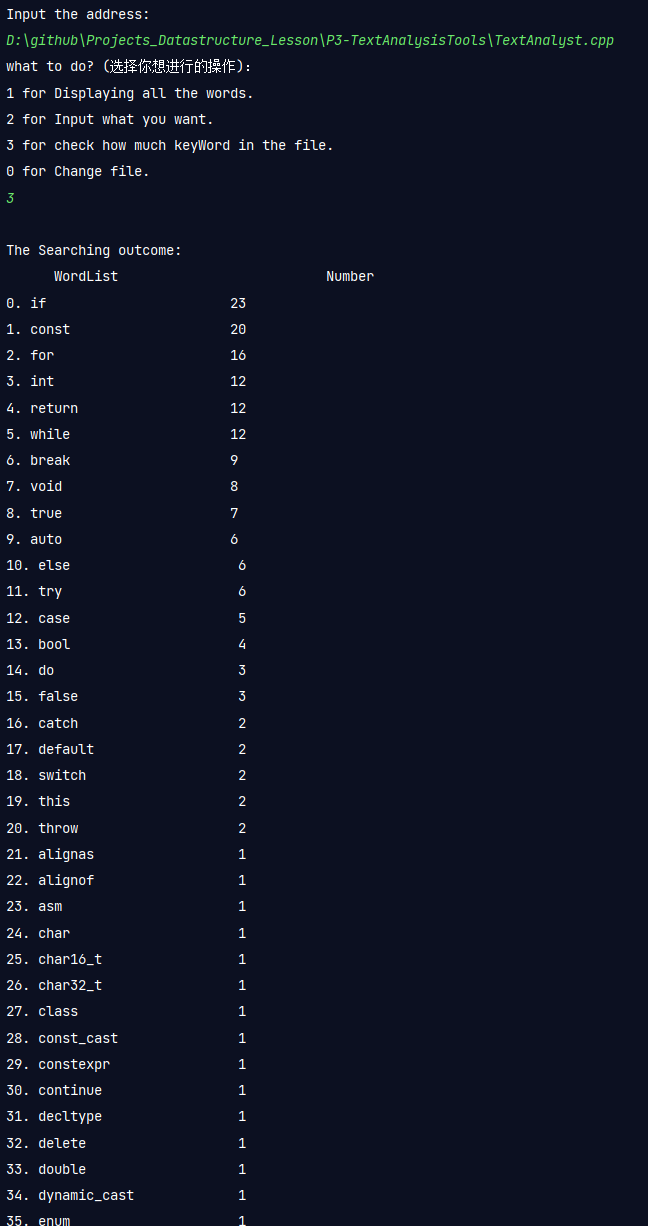 Input the address:
D:\github\Projects_Datastructure_Lesson\P3-TextAnalysisTools\TextAnalyst.cpp
what to do? (选择你想进行的操作):
1 for Displaying all the words.
2 for Input what you want.
3 for check how much keyWord in the file.
0 for Change file.
3
The Searching outcome:
WordList Number
0. if 23
1. const 20
2. for 16
3. int 12
4. return 12
5. while 12
6. break 9
7. void 8
8. true 7
9. auto 6
10. else 6
11. try 6
12. case 5
13. bool 4
14. do 3
15. false 3
16. catch 2
17. default 2
18. switch 2
19. this 2
20. throw 2
21. alignas 1
22. alignof 1
23. asm 1
24. char 1
25. char16_t 1
26. char32_t 1
27. class 1
28. const_cast 1
29. constexpr 1
30. continue 1
31. decltype 1
32. delete 1
33. double 1
34. dynamic_cast 1
35. enum 1